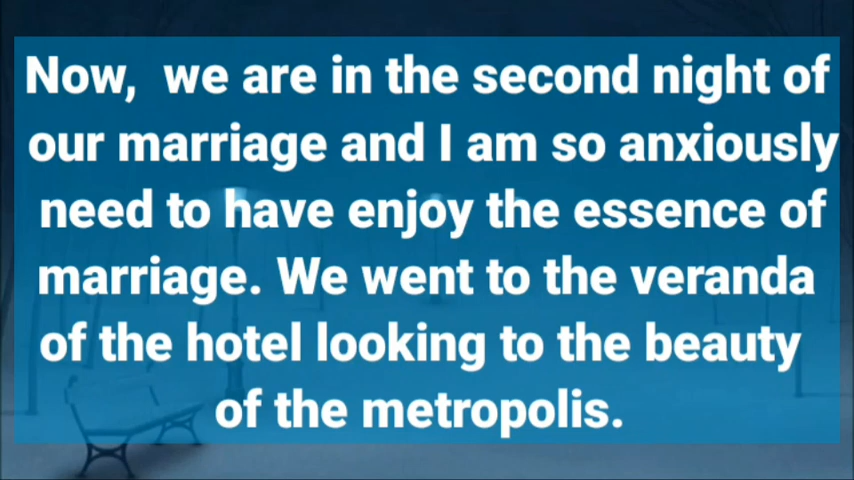 Now, we are in the second night of
our marriage and I am so anxiously
need to have enjoy the essence of
marriage. We went to the veranda
of the hotel looking to the beauty
of the metropolis.